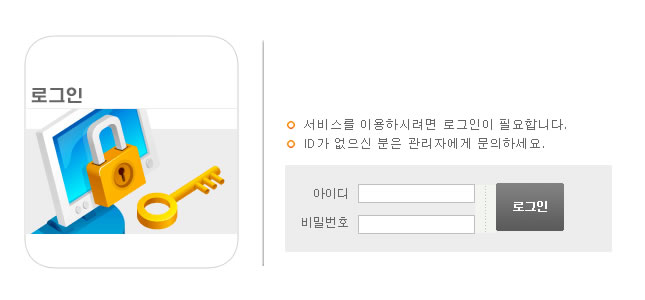 로그인
서비스를 이용하시려면 로그인이 필요합니다.
ID가 없으신 분은 관리자에게 문의하세요.
아이디
비밀번호
로그인